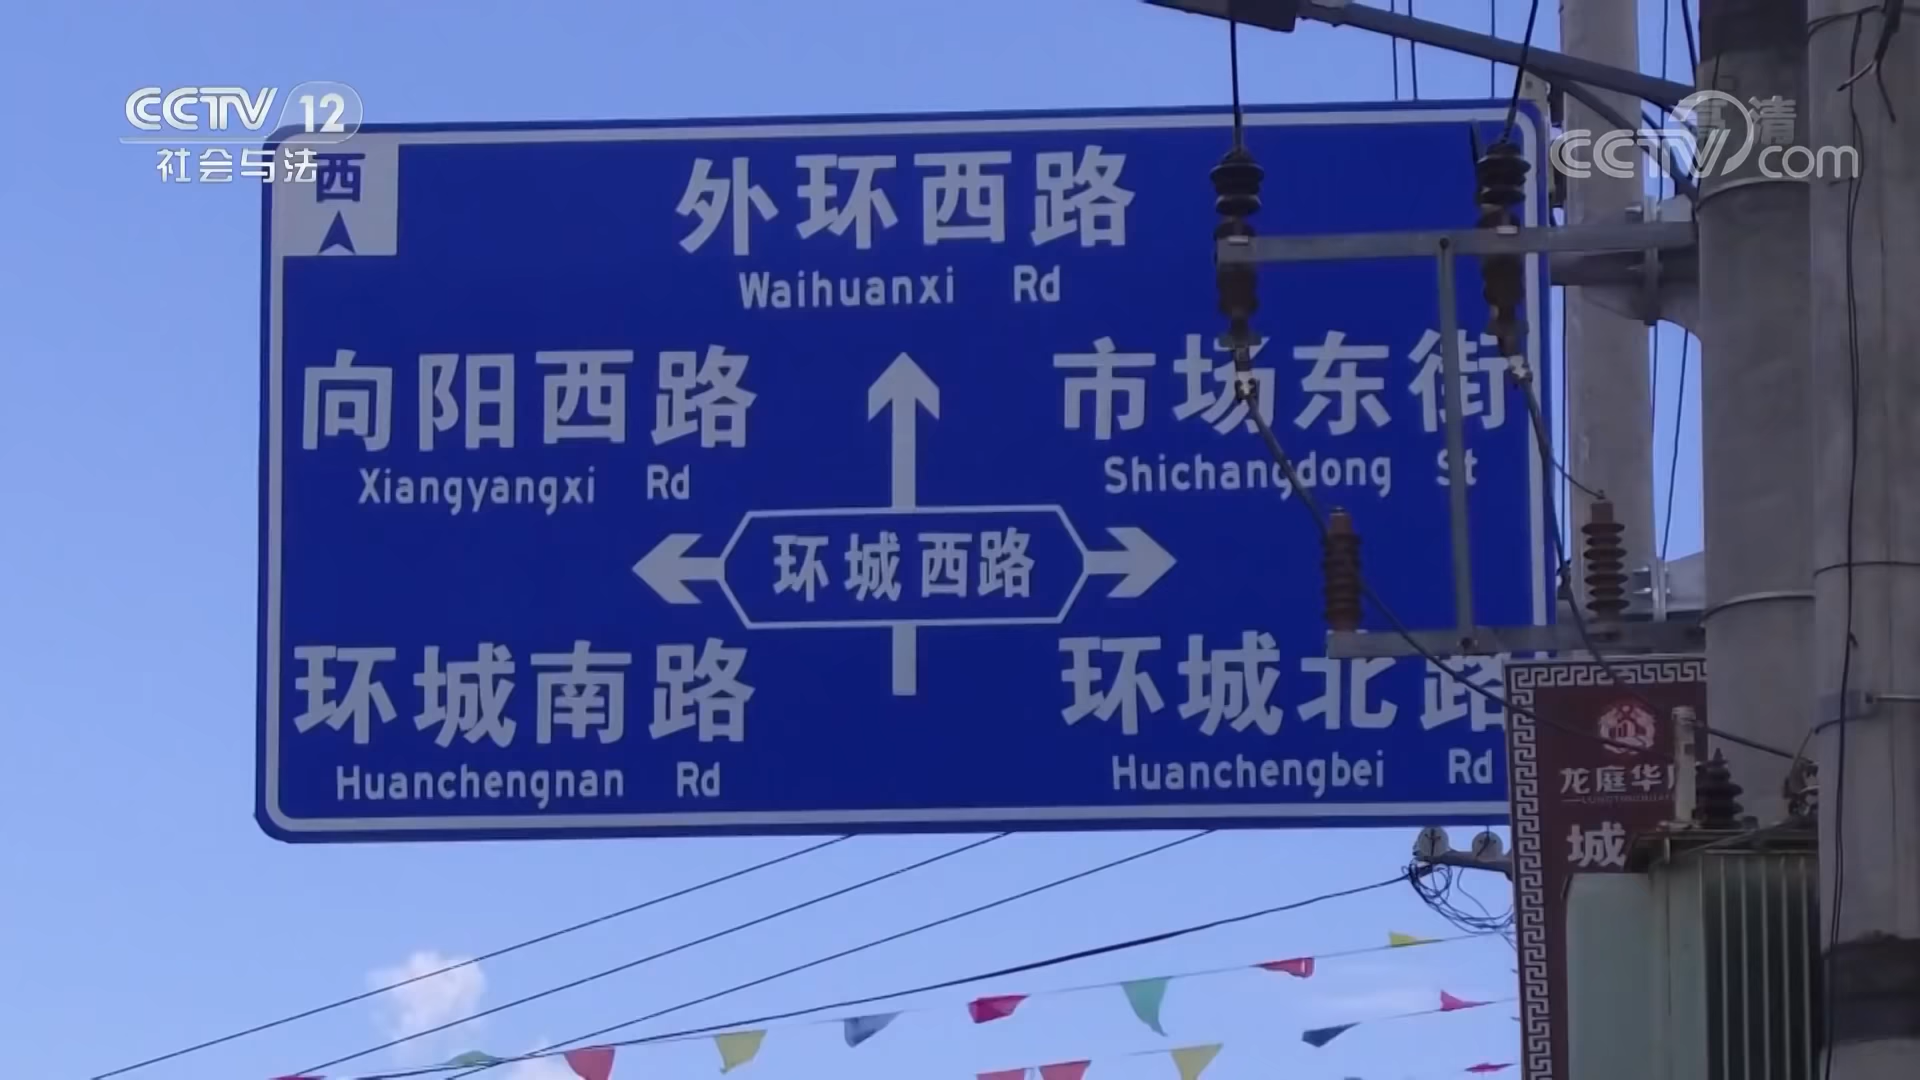 CCTV 12
社会与法
高清
CCTV.com
西
外环西路
Waihuanxi Rd
向阳西路
Xiangyangxi Rd
市场东街
Shichangdong St
环城西路
环城南路
Huanchengnan Rd
环城北路
Huanchengbei Rd
龙庭华
城